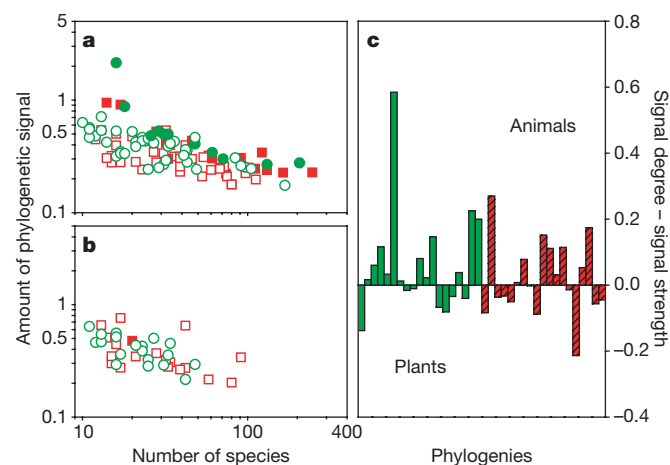 a
5
1
0.5
0.1
b
1
0.5
0.1
10
100
400
Amount of phylogenetic signal
Number of species
c
Animals
Plants
0.8
0.6
0.4
0.2
0.0
−0.2
−0.4
Signal degree – signal strength
Phylogenies